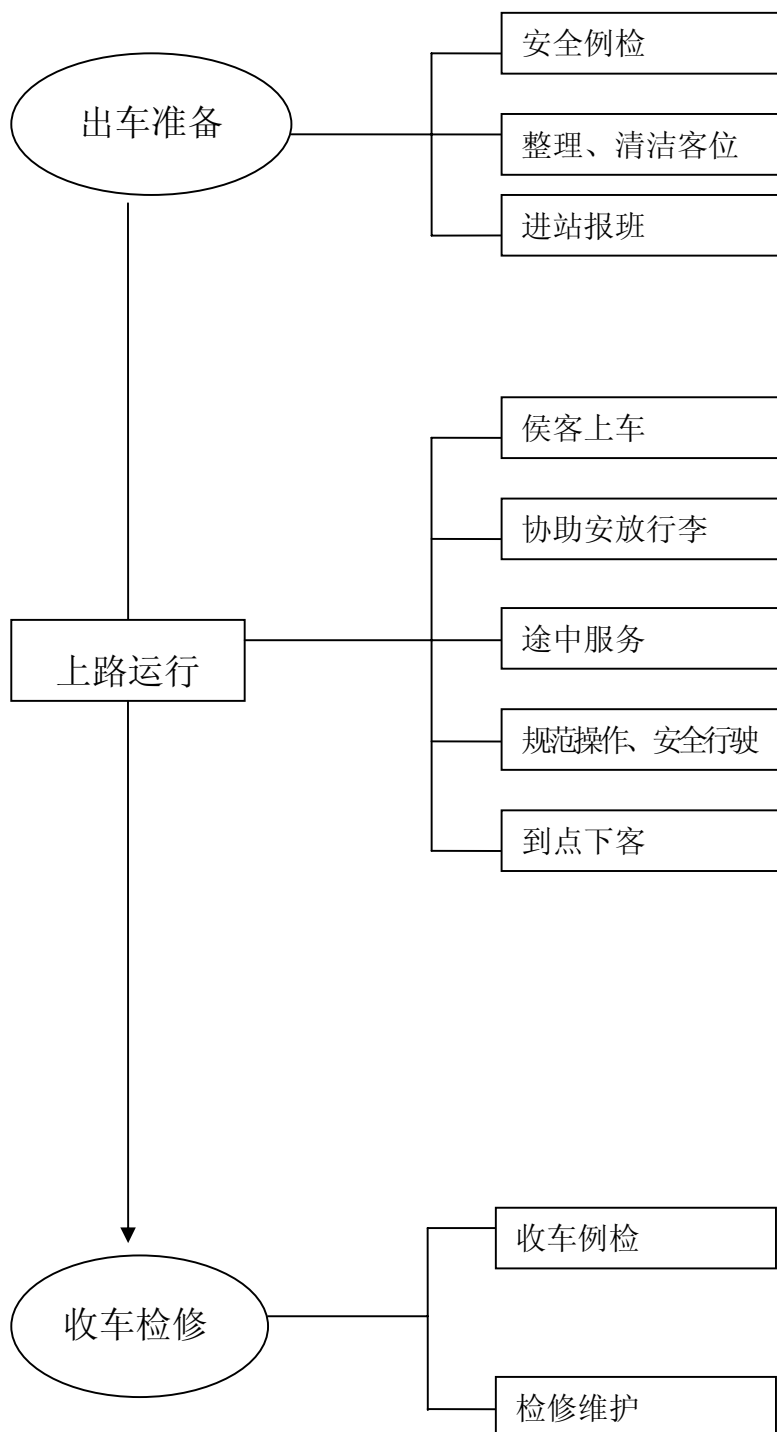 出车准备
安全例检
整理、清洁客位
进站报班
上路运行
侯客上车
协助安放行李
途中服务
规范操作、安全行驶
到点下客
收车检修
收车例检
检修维护